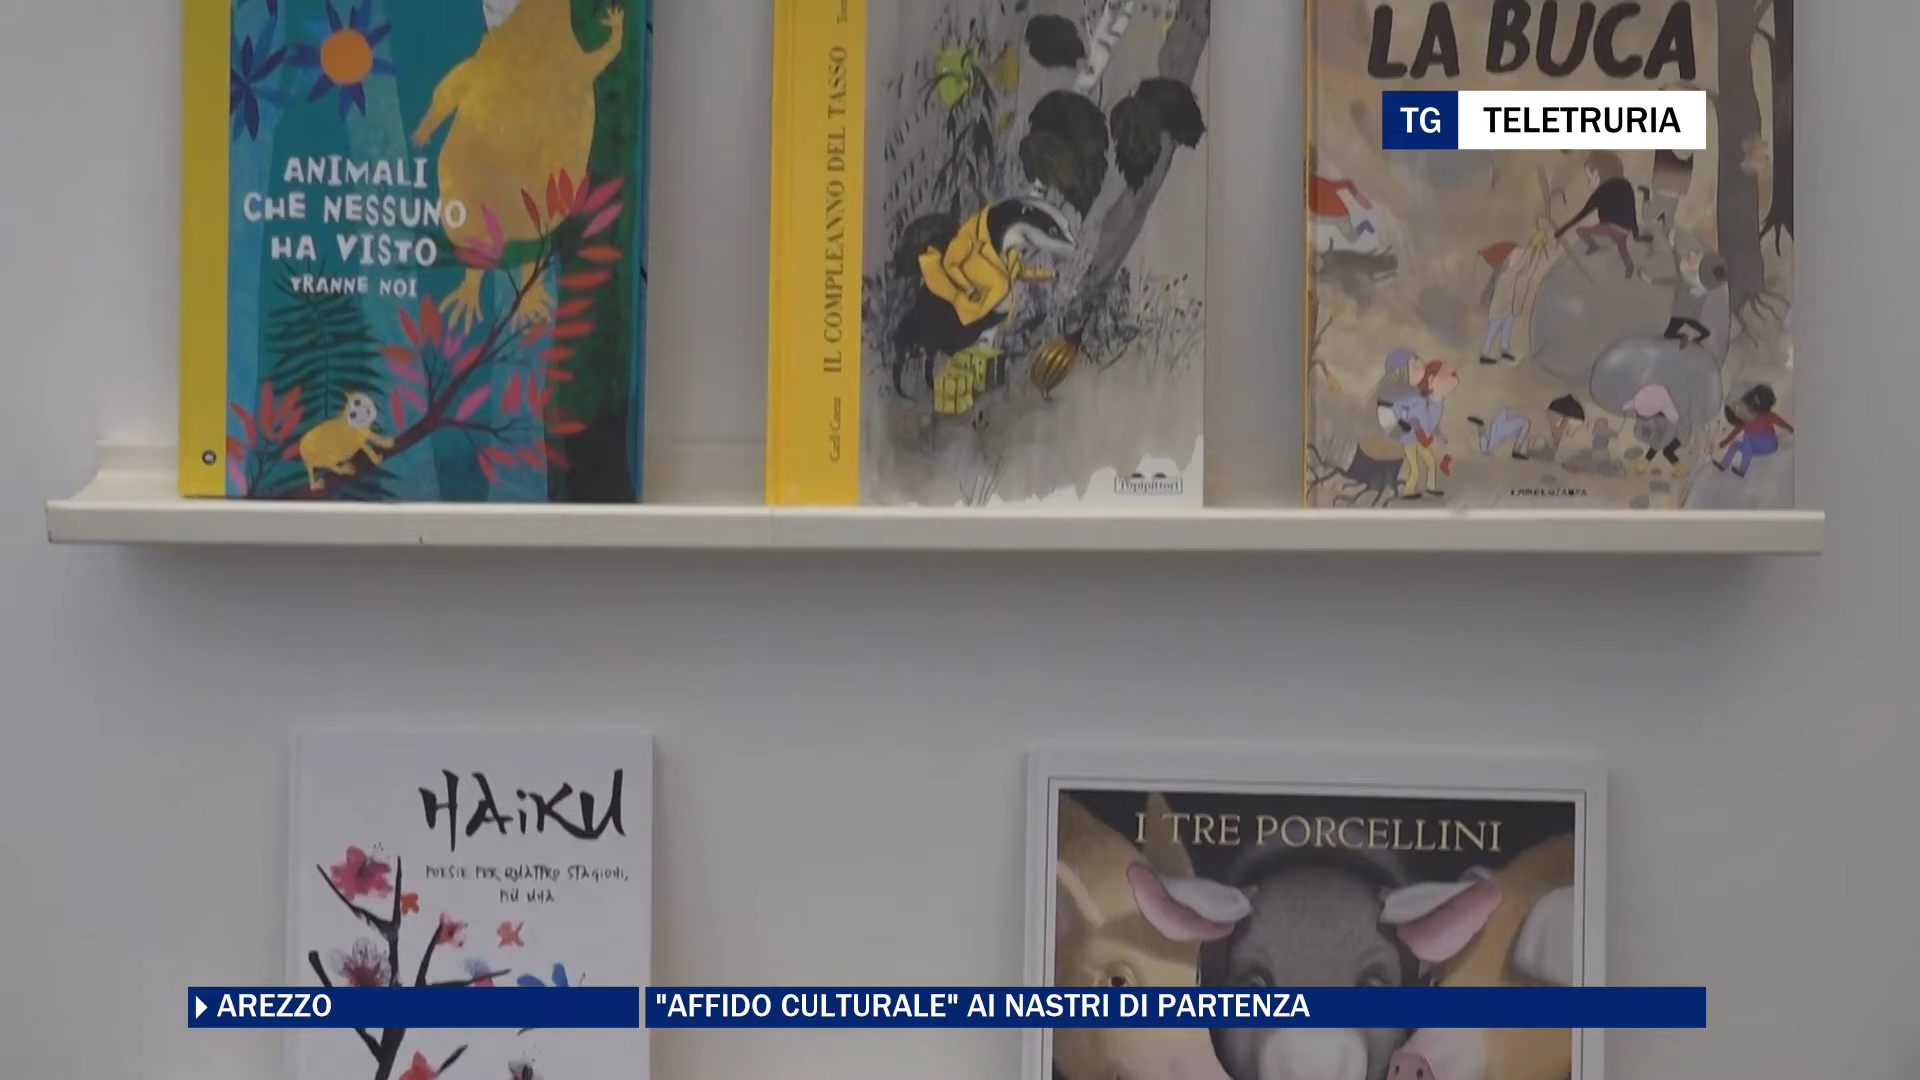 ANIMALI
CHE NESSUNO
HA VISTO
TRANNE NOI
IL COMPLEANNO DEL TASSO
Topipittori
LA BUCA
TG TELETRURIA
HAIKU
POESIE PER QUATTRO STAGIONI,
PIÙ UNA
I TRE PORCELLINI
AREZZO
"AFFIDO CULTURALE" AI NASTRI DI PARTENZA